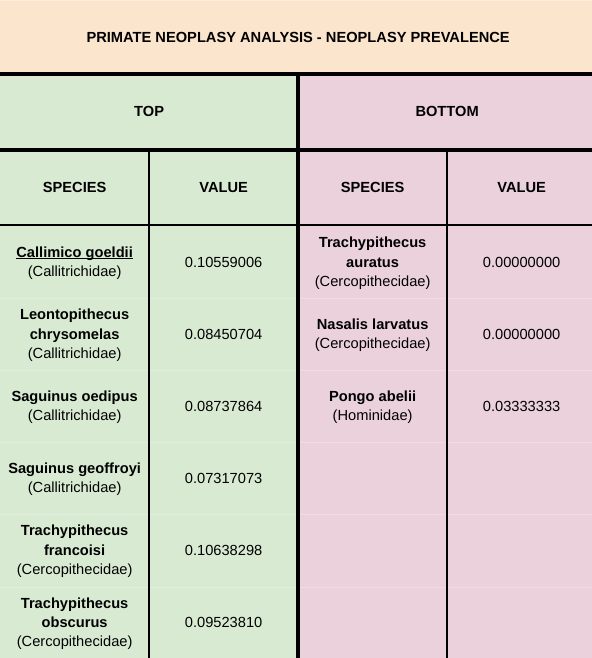 PRIMATE NEOPLASY ANALYSIS - NEOPLASY PREVALENCE
TOP
BOTTOM
SPECIES
VALUE
SPECIES
VALUE
Callimico goeldii
(Callitrichidae)
0.10559006
Trachypithecus
auratus
(Cercopithecidae)
0.00000000
Leontopithecus
chrysomelas
(Callitrichidae)
0.08450704
Nasalis larvatus
(Cercopithecidae)
0.00000000
Saguinus oedipus
(Callitrichidae)
0.08737864
Pongo abelii
(Hominidae)
0.03333333
Saguinus geoffroyi
(Callitrichidae)
0.07317073
Trachypithecus
francoisi
(Cercopithecidae)
0.10638298
Trachypithecus
obscurus
(Cercopithecidae)
0.09523810